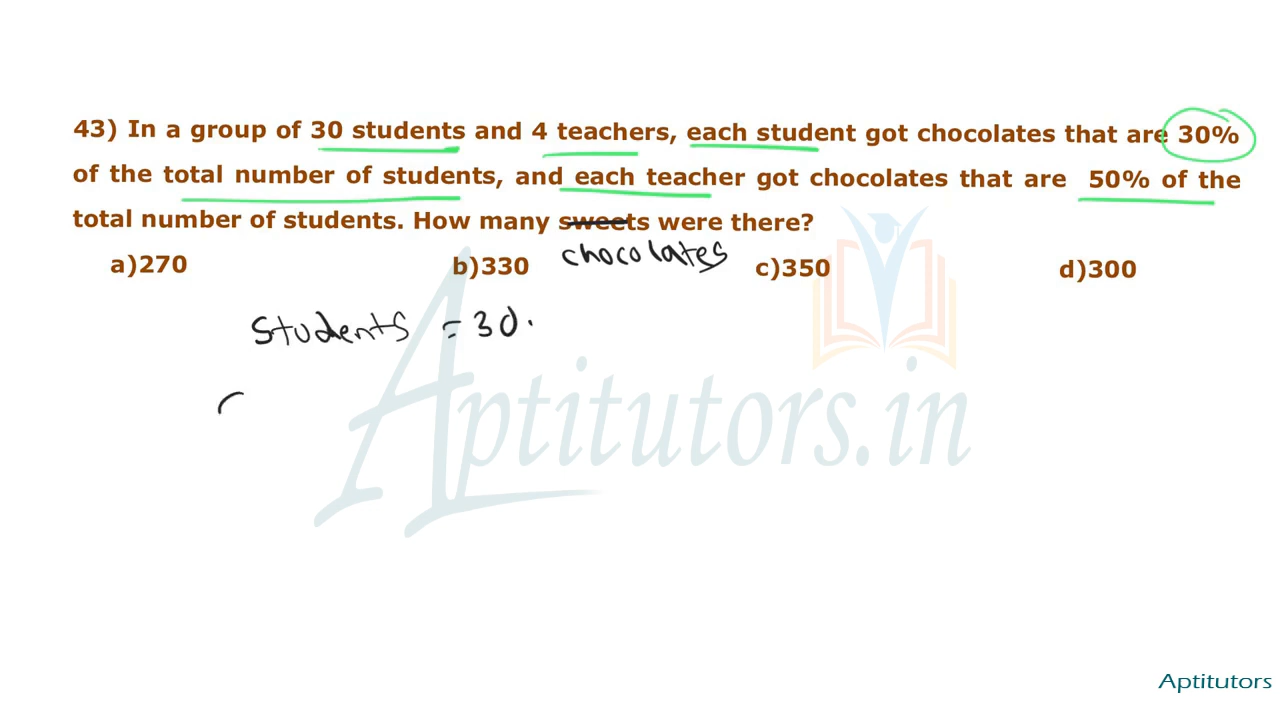 43) In a group of 30 students and 4 teachers, each student got chocolates that are 30%
of the total number of students, and each teacher got chocolates that are 50% of the
total number of students. How many sweets were there?
chocolates
a)270 b)330 c)350 d)300
Students = 30.
Aptitutors.in
Aptitutors